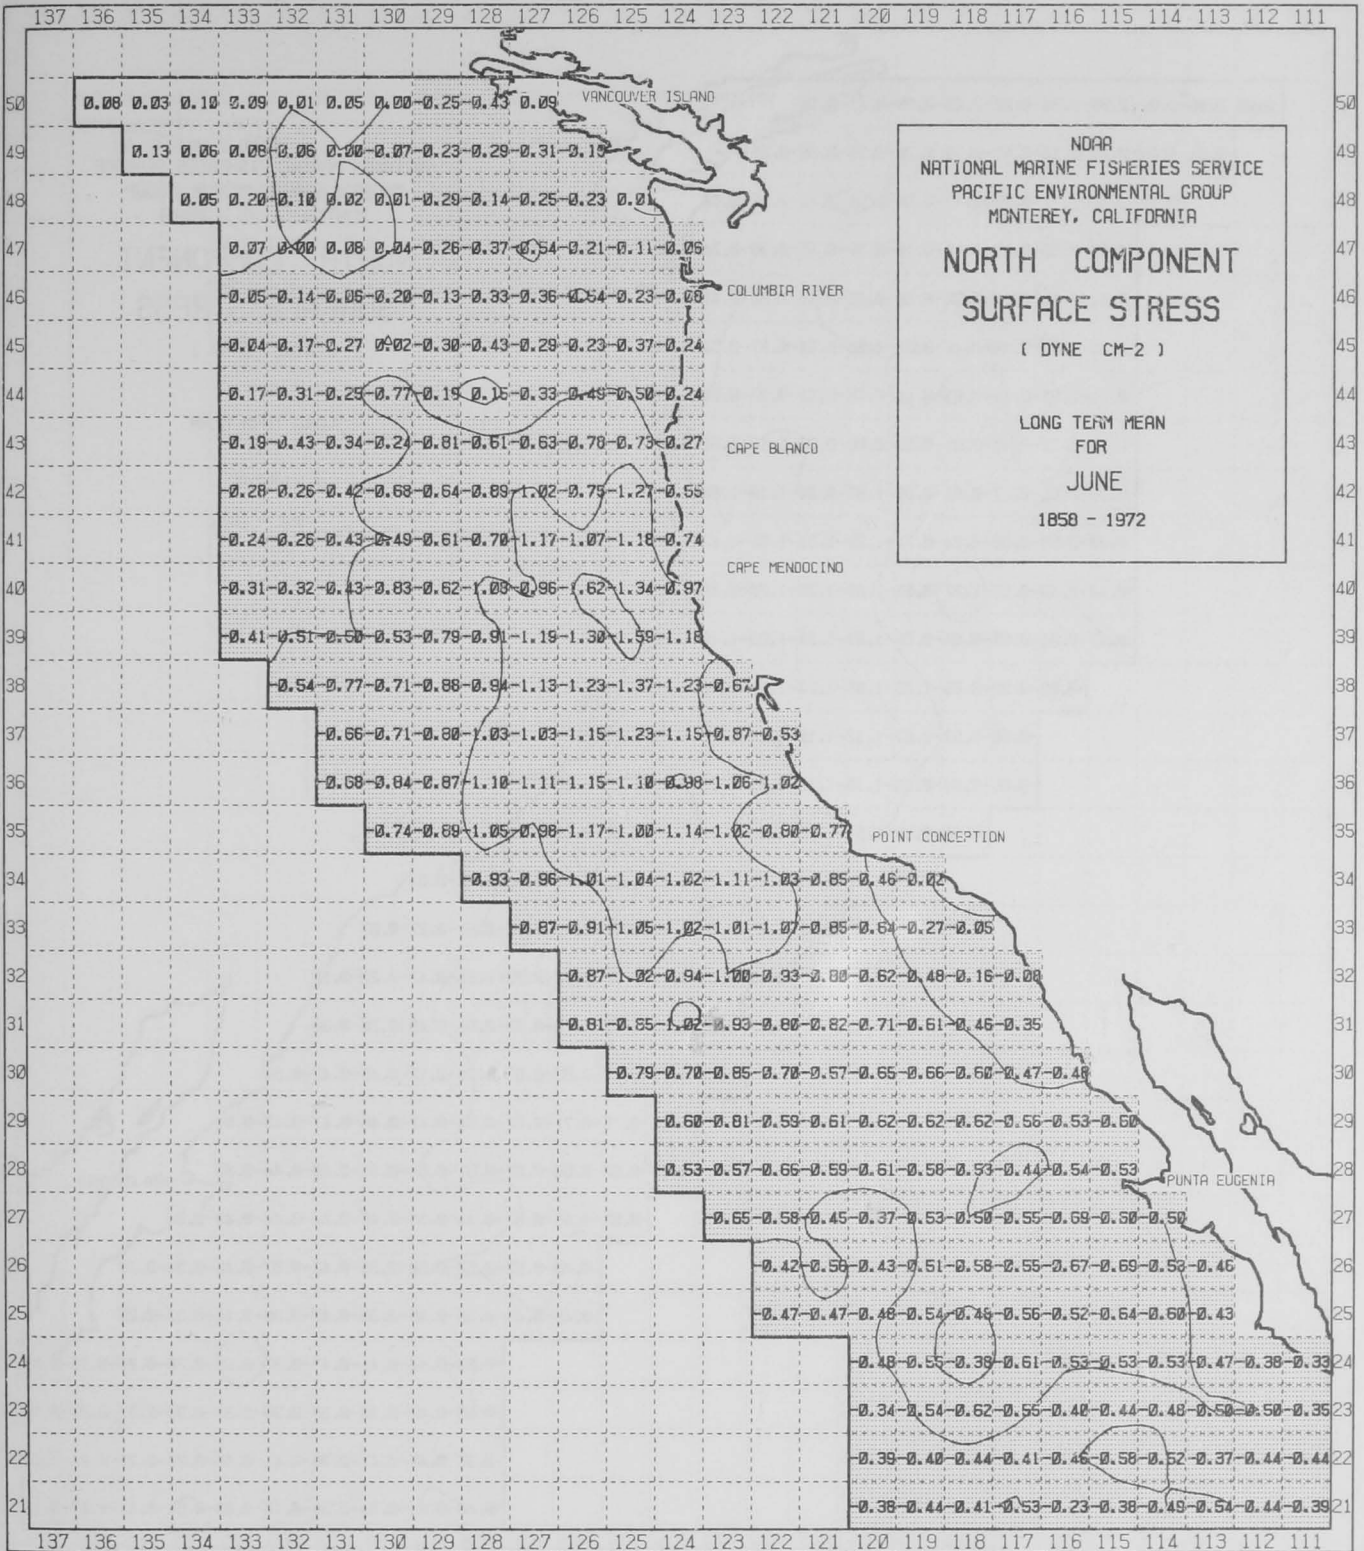 137 136 135 134 133 132 131 130 129 128 127 126 125 124 123 122 121 120 119 118 117 116 115 114 113 112 111
50 0.08 0.03 0.10 0.09 0.01 0.05 0.00-0.25-0.43 0.09 VANCOUVER ISLAND 50
49 0.13 0.06 0.08-0.06 0.00-0.07-0.23-0.29-0.31-0.19 49
48 0.05 0.20-0.10 0.02 0.01-0.29-0.14-0.25-0.23 0.01 48
47 0.07 0.00 0.08-0.04-0.26-0.37-0.54-0.21-0.11-0.06 47
46 -0.05-0.14-0.06-0.20-0.13-0.33-0.36-0.54-0.23-0.08 COLUMBIA RIVER 46
45 -0.04-0.17-0.27 0.02-0.30-0.43-0.29-0.23-0.37-0.24 45
44 -0.17-0.31-0.25-0.77-0.19-0.15-0.33-0.49-0.50-0.24 44
43 -0.19-0.43-0.34-0.24-0.81-0.61-0.63-0.78-0.73-0.27 CAPE BLANCO 43
42 -0.28-0.26-0.42-0.68-0.64-0.89-1.02-0.75-1.27-0.55 42
41 -0.24-0.26-0.43-0.49-0.61-0.70-1.17-1.07-1.18-0.74 41
CAPE MENDOCINO
40 -0.31-0.32-0.43-0.83-0.62-1.03-0.96-1.62-1.34-0.97 40
39 -0.41-0.51-0.50-0.53-0.79-0.91-1.19-1.30-1.59-1.18 39
38 -0.54-0.77-0.71-0.88-0.94-1.13-1.23-1.37-1.23-0.67 38
37 -0.66-0.71-0.80-1.03-1.03-1.15-1.23-1.15-0.87-0.53 37
36 -0.68-0.84-0.87-1.10-1.11-1.15-1.10-0.98-1.06-1.02 36
35 -0.74-0.89-1.05-0.98-1.17-1.00-1.14-1.02-0.80-0.77 POINT CONCEPTION 35
34 -0.93-0.96-1.01-1.04-1.02-1.11-1.03-0.85-0.46-0.02 34
33 -0.87-0.91-1.05-1.02-1.01-1.07-0.85-0.64-0.27-0.05 33
32 -0.87-1.02-0.94-1.00-0.93-0.80-0.62-0.48-0.16-0.08 32
31 -0.81-0.85-1.02-0.93-0.86-0.82-0.71-0.61-0.46-0.35 31
30 -0.79-0.70-0.85-0.70-0.57-0.65-0.66-0.60-0.47-0.48 30
29 -0.60-0.81-0.59-0.61-0.62-0.62-0.62-0.56-0.53-0.60 29
28 -0.53-0.57-0.66-0.59-0.61-0.58-0.53-0.44-0.54-0.53 28
PUNTA EUGENIA
27 -0.65-0.58-0.45-0.37-0.53-0.50-0.55-0.69-0.50-0.50 27
26 -0.42-0.50-0.43-0.51-0.58-0.55-0.67-0.69-0.53-0.46 26
25 -0.47-0.47-0.48-0.54-0.46-0.56-0.52-0.64-0.60-0.43 25
24 -0.48-0.55-0.38-0.61-0.53-0.53-0.53-0.47-0.38-0.33 24
23 -0.34-0.54-0.62-0.55-0.40-0.44-0.48-0.50-0.50-0.35 23
22 -0.39-0.40-0.44-0.41-0.46-0.58-0.52-0.37-0.44-0.44 22
21 -0.38-0.44-0.41-0.53-0.23-0.38-0.49-0.54-0.44-0.39 21
137 136 135 134 133 132 131 130 129 128 127 126 125 124 123 122 121 120 119 118 117 116 115 114 113 112 111
NOAA
NATIONAL MARINE FISHERIES SERVICE
PACIFIC ENVIRONMENTAL GROUP
MONTEREY, CALIFORNIA
NORTH COMPONENT
SURFACE STRESS
( DYNE CM-2 )
LONG TERM MEAN
FOR
JUNE
1858 - 1972